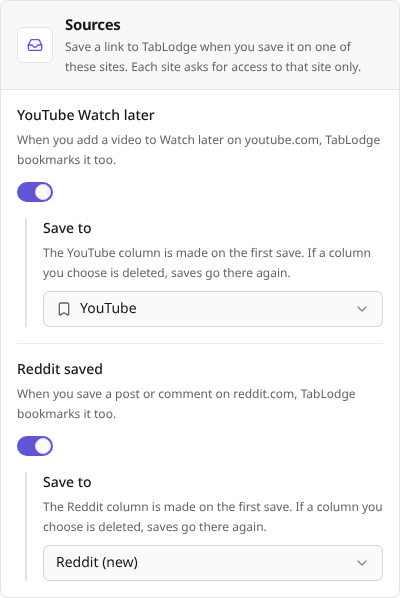 Sources
Save a link to TabLodge when you save it on one of
these sites. Each site asks for access to that site only.
YouTube Watch later
When you add a video to Watch later on youtube.com, TabLodge
bookmarks it too.
Save to
The YouTube column is made on the first save. If a column
you choose is deleted, saves go there again.
YouTube
Reddit saved
When you save a post or comment on reddit.com, TabLodge
bookmarks it too.
Save to
The Reddit column is made on the first save. If a column you
choose is deleted, saves go there again.
Reddit (new)